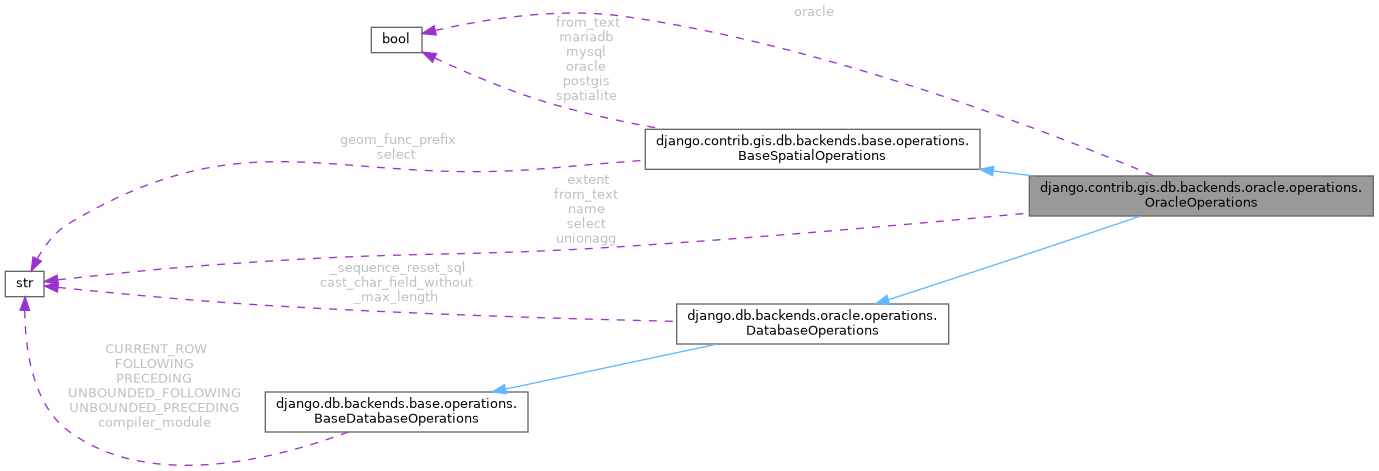 oracle
bool
from_text
mariadb
mysql
oracle
postgis
spatialite
geom_func_prefix
select
django.contrib.gis.db.backends.base.operations.
BaseSpatialOperations
extent
from_text
name
select
unionagg
django.contrib.gis.db.backends.oracle.operations.
OracleOperations
str
_sequence_reset_sql
cast_char_field_without
_max_length
django.db.backends.oracle.operations.
DatabaseOperations
CURRENT_ROW
FOLLOWING
PRECEDING
UNBOUNDED_FOLLOWING
UNBOUNDED_PRECEDING
compiler_module
django.db.backends.base.operations.
BaseDatabaseOperations